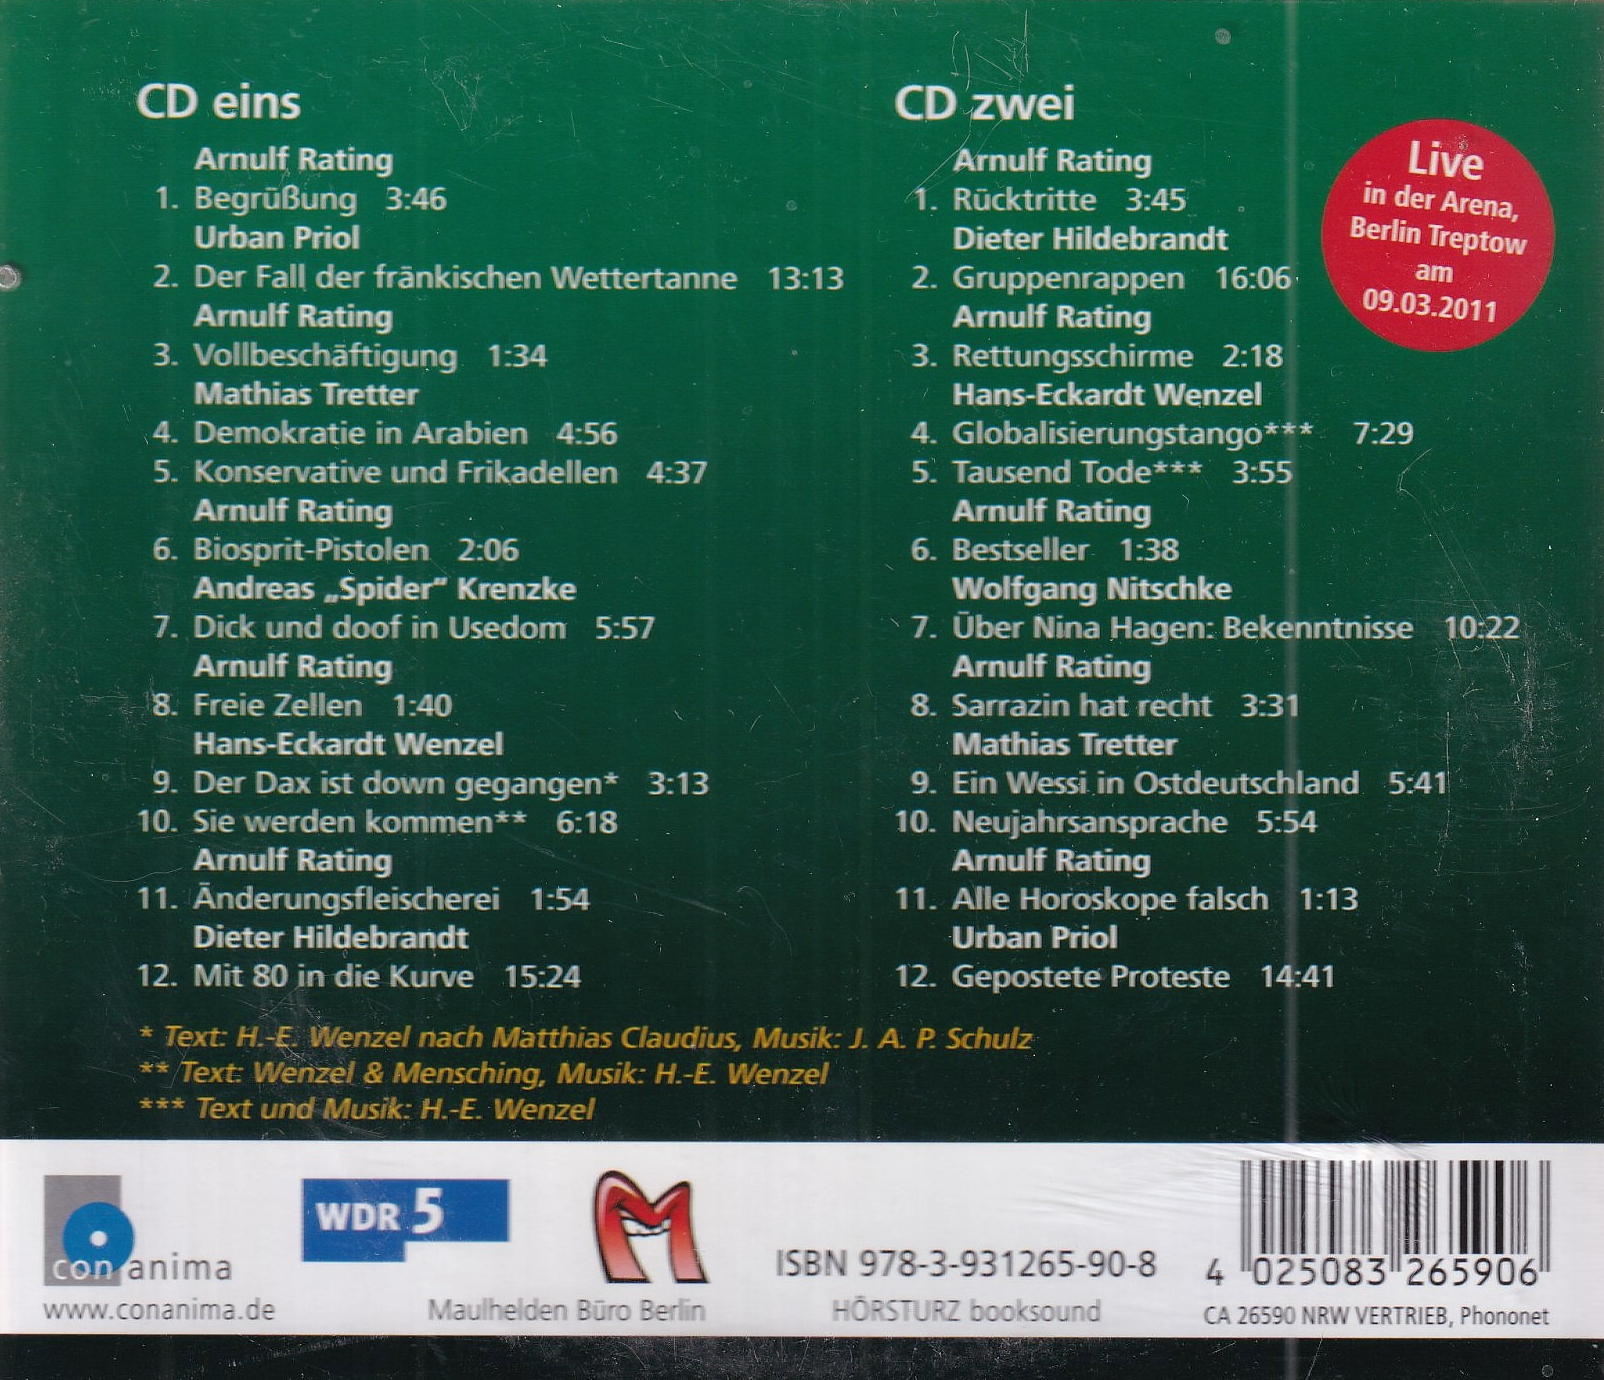 CD eins
Arnulf Rating
1. Begrüßung 3:46
Urban Priol
2. Der Fall der fränkischen Wettertanne 13:13
Arnulf Rating
3. Vollbeschäftigung 1:34
Mathias Tretter
4. Demokratie in Arabien 4:56
5. Konservative und Frikadellen 4:37
Arnulf Rating
6. Biosprit-Pistolen 2:06
Andreas „Spider“ Krenzke
7. Dick und doof in Usedom 5:57
Arnulf Rating
8. Freie Zellen 1:40
Hans-Eckardt Wenzel
9. Der Dax ist down gegangen* 3:13
10. Sie werden kommen** 6:18
Arnulf Rating
11. Änderungsfleischerei 1:54
Dieter Hildebrandt
12. Mit 80 in die Kurve 15:24
CD zwei
Arnulf Rating
1. Rücktritte 3:45
Dieter Hildebrandt
2. Gruppenrappen 16:06
Arnulf Rating
3. Rettungsschirme 2:18
Hans-Eckardt Wenzel
4. Globalisierungstango*** 7:29
5. Tausend Tode*** 3:55
Arnulf Rating
6. Bestseller 1:38
Wolfgang Nitschke
7. Über Nina Hagen: Bekenntnisse 10:22
Arnulf Rating
8. Sarrazin hat recht 3:31
Mathias Tretter
9. Ein Wessi in Ostdeutschland 5:41
10. Neujahrsansprache 5:54
Arnulf Rating
11. Alle Horoskope falsch 1:13
Urban Priol
12. Gepostete Proteste 14:41
Live
in der Arena,
Berlin Treptow
am
09.03.2011
* Text: H.-E. Wenzel nach Matthias Claudius, Musik: J. A. P. Schulz
** Text: Wenzel & Mensching, Musik: H.-E. Wenzel
*** Text und Musik: H.-E. Wenzel
con anima
www.conanima.de
WDR 5
M
Maulhelden Büro Berlin
ISBN 978-3-931265-90-8
HÖRSTURZ booksound
4 025083 265906
CA 26590 NRW VERTRIEB, Phononet